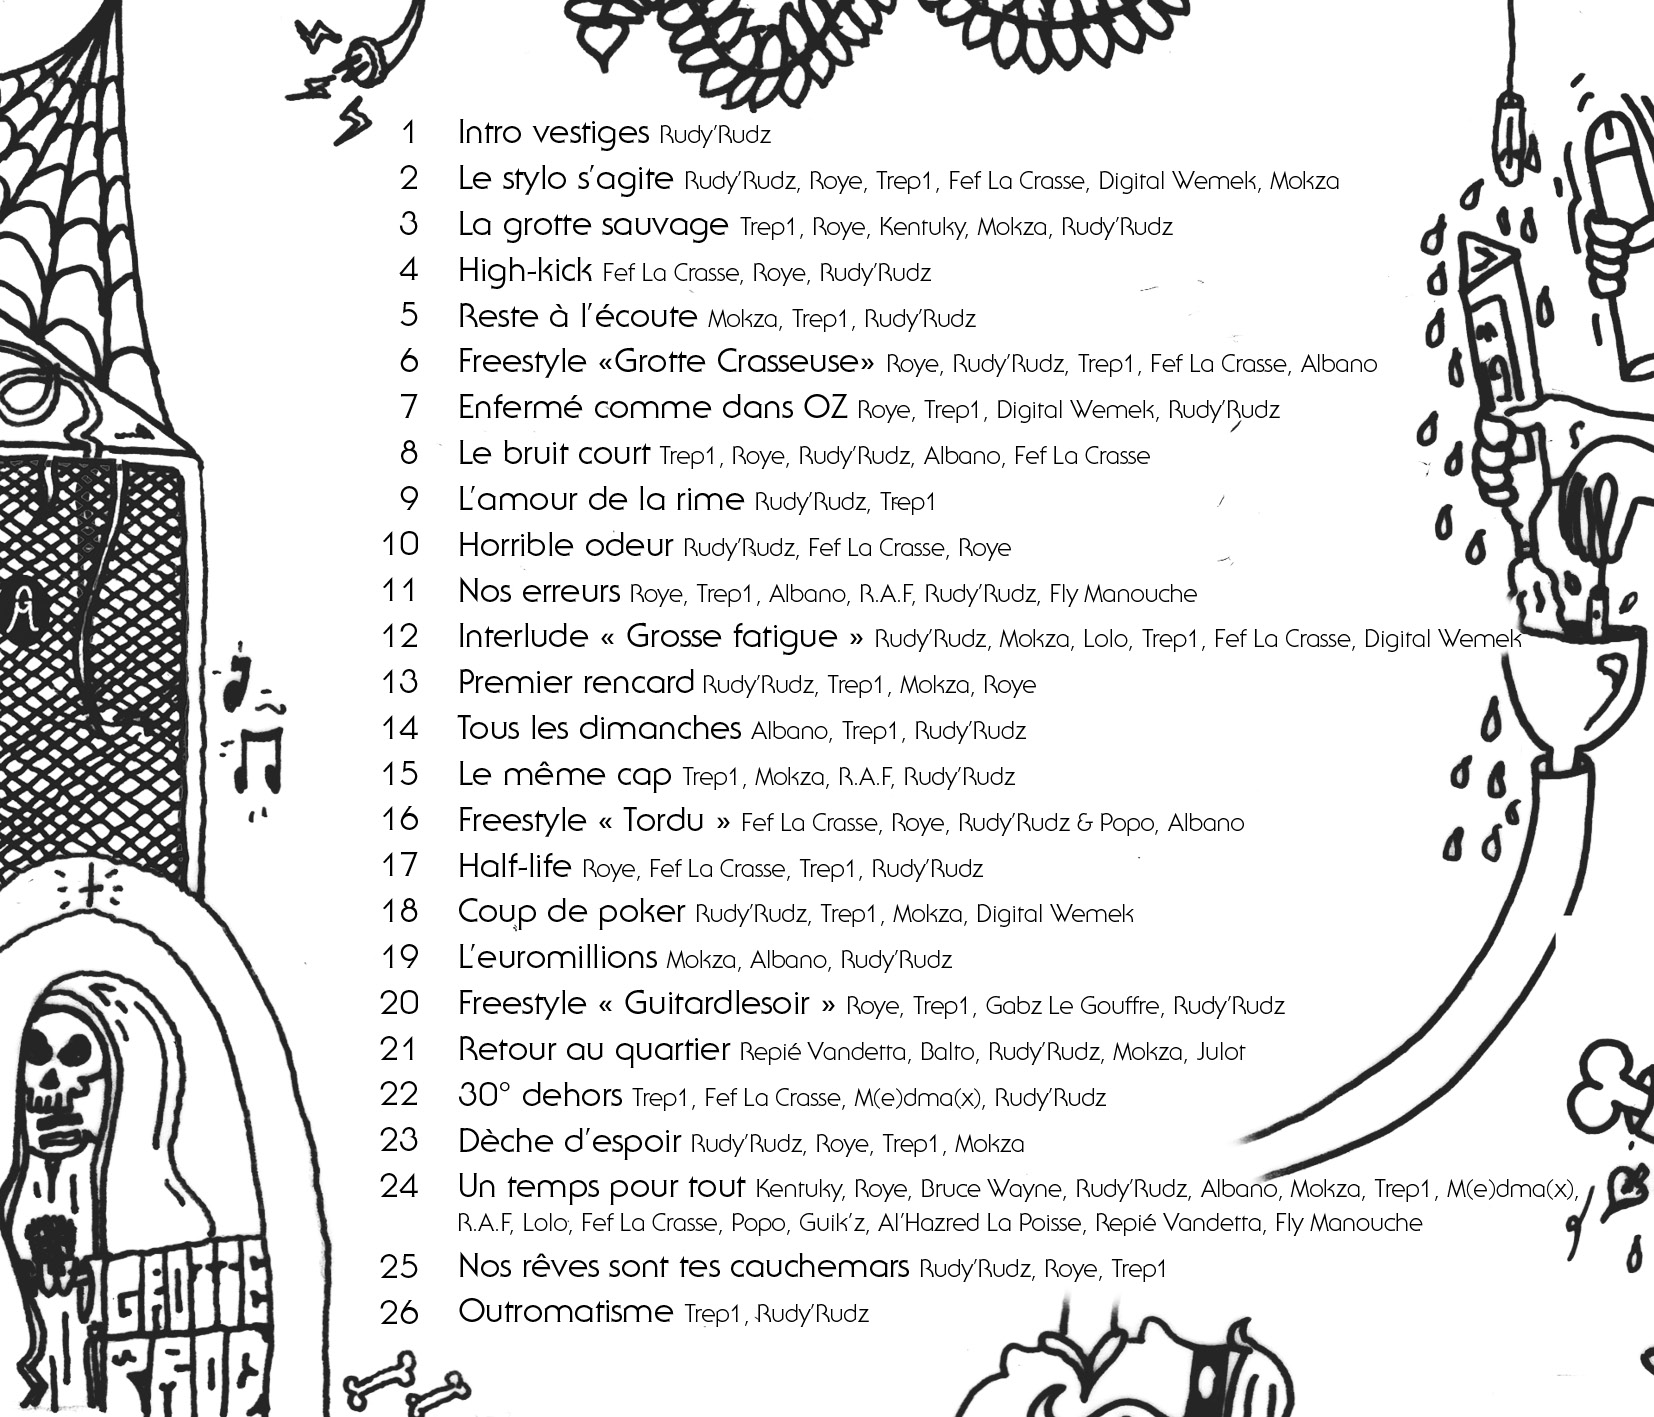 1 Intro vestiges Rudy'Rudz
2 Le stylo s'agite Rudy'Rudz, Roye, Trep1, Fef La Crasse, Digital Wemek, Mokza
3 La grotte sauvage Trep1, Roye, Kentuky, Mokza, Rudy'Rudz
4 High-kick Fef La Crasse, Roye, Rudy'Rudz
5 Reste à l'écoute Mokza, Trep1, Rudy'Rudz
6 Freestyle «Grotte Crasseuse» Roye, Rudy'Rudz, Trep1, Fef La Crasse, Albano
7 Enfermé comme dans OZ Roye, Trep1, Digital Wemek, Rudy'Rudz
8 Le bruit court Trep1, Roye, Rudy'Rudz, Albano, Fef La Crasse
9 L'amour de la rime Rudy'Rudz, Trep1
10 Horrible odeur Rudy'Rudz, Fef La Crasse, Roye
11 Nos erreurs Roye, Trep1, Albano, R.A.F, Rudy'Rudz, Fly Manouche
12 Interlude « Grosse fatigue » Rudy'Rudz, Mokza, Lolo, Trep1, Fef La Crasse, Digital Wemek
13 Premier rencard Rudy'Rudz, Trep1, Mokza, Roye
14 Tous les dimanches Albano, Trep1, Rudy'Rudz
15 Le même cap Trep1, Mokza, R.A.F, Rudy'Rudz
16 Freestyle « Tordu » Fef La Crasse, Roye, Rudy'Rudz & Popo, Albano
17 Half-life Roye, Fef La Crasse, Trep1, Rudy'Rudz
18 Coup de poker Rudy'Rudz, Trep1, Mokza, Digital Wemek
19 L'euromillions Mokza, Albano, Rudy'Rudz
20 Freestyle « Guitardlesoir » Roye, Trep1, Gabz Le Gouffre, Rudy'Rudz
21 Retour au quartier Repié Vandetta, Balto, Rudy'Rudz, Mokza, Julot
22 30° dehors Trep1, Fef La Crasse, M(e)dma(x), Rudy'Rudz
23 Dèche d'espoir Rudy'Rudz, Roye, Trep1, Mokza
24 Un temps pour tout Kentuky, Roye, Bruce Wayne, Rudy'Rudz, Albano, Mokza, Trep1, M(e)dma(x),
R.A.F, Lolo, Fef La Crasse, Popo, Guik'z, Al'Hazred La Poisse, Repié Vandetta, Fly Manouche
25 Nos rêves sont tes cauchemars Rudy'Rudz, Roye, Trep1
26 Outromatisme Trep1, Rudy'Rudz